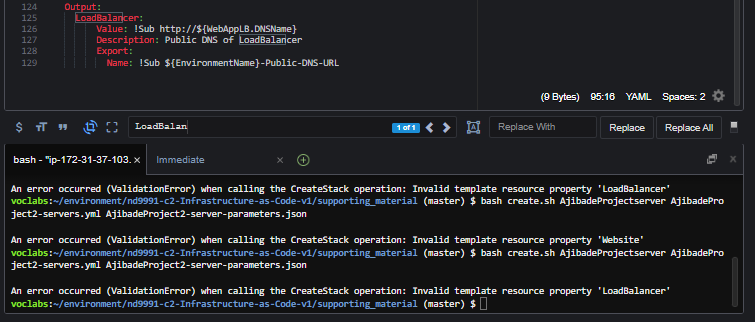 124 Output:
125 LoadBalancer:
126 Value: !Sub http://${WebAppLB.DNSName}
127 Description: Public DNS of LoadBalancer
128 Export:
129 Name: !Sub ${EnvironmentName}-Public-DNS-URL
(9 Bytes) 95:16 YAML Spaces: 2
LoadBalan 1 of 1 Replace With Replace Replace All
bash - "ip-172-31-37-103. × Immediate ×
An error occurred (ValidationError) when calling the CreateStack operation: Invalid template resource property 'LoadBalancer'
voclabs:~/environment/nd9991-c2-Infrastructure-as-Code-v1/supporting_material (master) $ bash create.sh AjibadeProjectserver AjibadePro
ject2-servers.yml AjibadeProject2-server-parameters.json
An error occurred (ValidationError) when calling the CreateStack operation: Invalid template resource property 'Website'
voclabs:~/environment/nd9991-c2-Infrastructure-as-Code-v1/supporting_material (master) $ bash create.sh AjibadeProjectserver AjibadePro
ject2-servers.yml AjibadeProject2-server-parameters.json
An error occurred (ValidationError) when calling the CreateStack operation: Invalid template resource property 'LoadBalancer'
voclabs:~/environment/nd9991-c2-Infrastructure-as-Code-v1/supporting_material (master) $